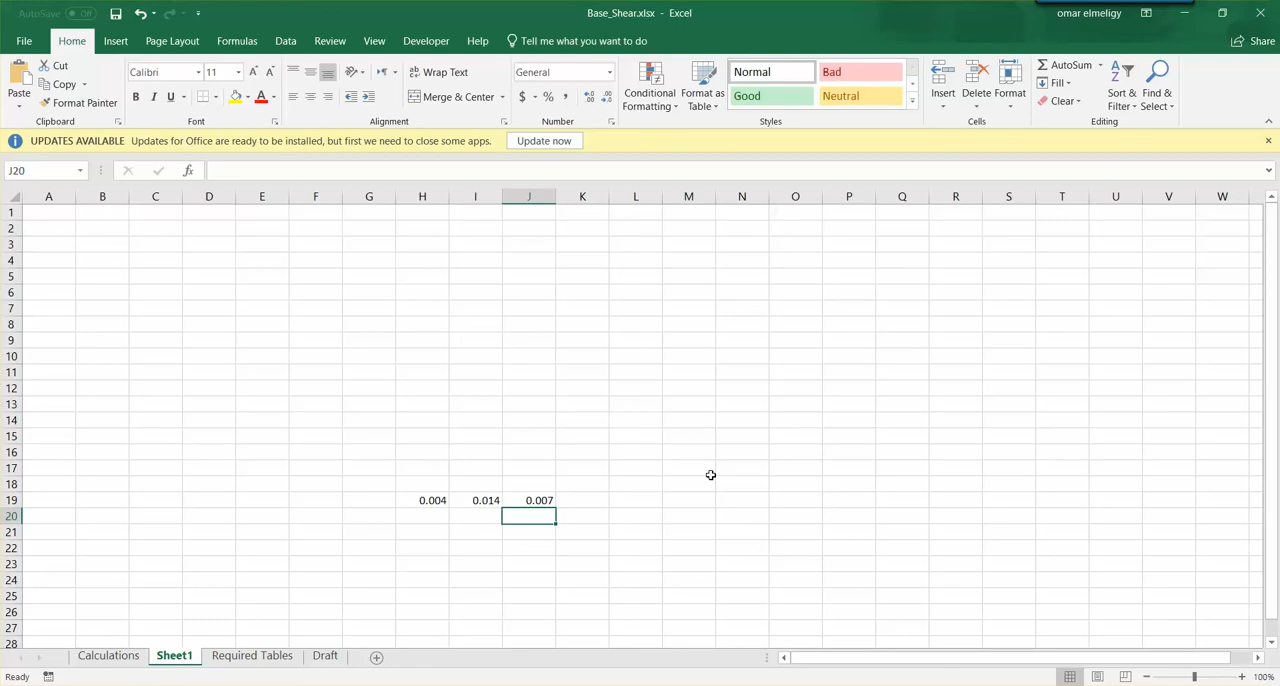 AutoSave Off Base_Shear.xlsx - Excel omar elmeligy
File Home Insert Page Layout Formulas Data Review View Developer Help Tell me what you want to do Share
Paste Cut Copy Format Painter Clipboard
Calibri 11 A A B I U A Font
Wrap Text Merge & Center Alignment
General $ % , Number
Conditional Formatting Format as Table Normal Bad Good Neutral Styles
Insert Delete Format Cells
AutoSum Fill Clear Sort & Filter Find & Select Editing
UPDATES AVAILABLE Updates for Office are ready to be installed, but first we need to close some apps. Update now
J20 fx
A B C D E F G H I J K L M N O P Q R S T U V W
1
2
3
4
5
6
7
8
9
10
11
12
13
14
15
16
17
18
19 0.004 0.014 0.007
20
21
22
23
24
25
26
27
28
Calculations Sheet1 Required Tables Draft
Ready 100%